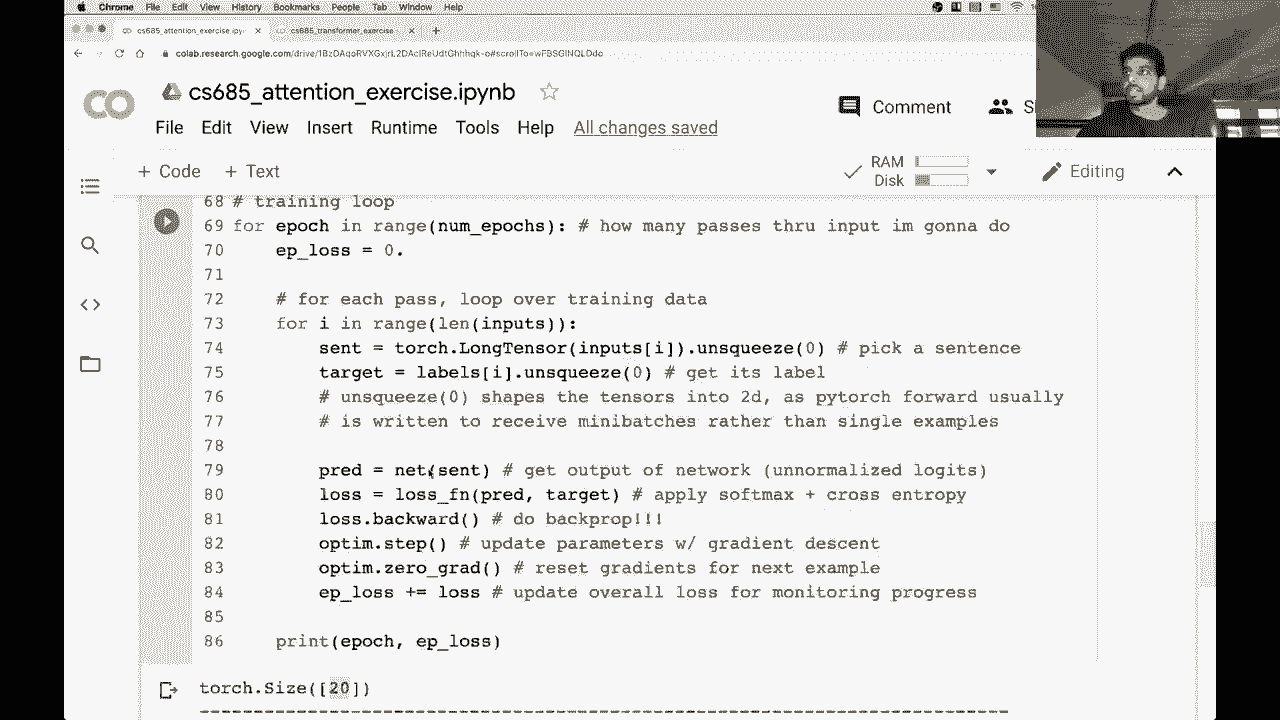 Chrome File Edit View History Bookmarks People Tab Window Help
cs685_attention_exercise.ipy
cs685_transformer_exercise
CO
cs685_attention_exercise.ipynb
Comment
File Edit View Insert Runtime Tools Help All changes saved
+ Code + Text
RAM
Disk
Editing
68 # training loop
69 for epoch in range(num_epochs): # how many passes thru input im gonna do
70 ep_loss = 0.
71
72 # for each pass, loop over training data
73 for i in range(len(inputs)):
74 sent = torch.LongTensor(inputs[i]).unsqueeze(0) # pick a sentence
75 target = labels[i].unsqueeze(0) # get its label
76 # unsqueeze(0) shapes the tensors into 2d, as pytorch forward usually
77 # is written to receive minibatches rather than single examples
78
79 pred = net(sent) # get output of network (unnormalized logits)
80 loss = loss_fn(pred, target) # apply softmax + cross entropy
81 loss.backward() # do backprop!!!
82 optim.step() # update parameters w/ gradient descent
83 optim.zero_grad() # reset gradients for next example
84 ep_loss += loss # update overall loss for monitoring progress
85
86 print(epoch, ep_loss)
torch.Size([20])